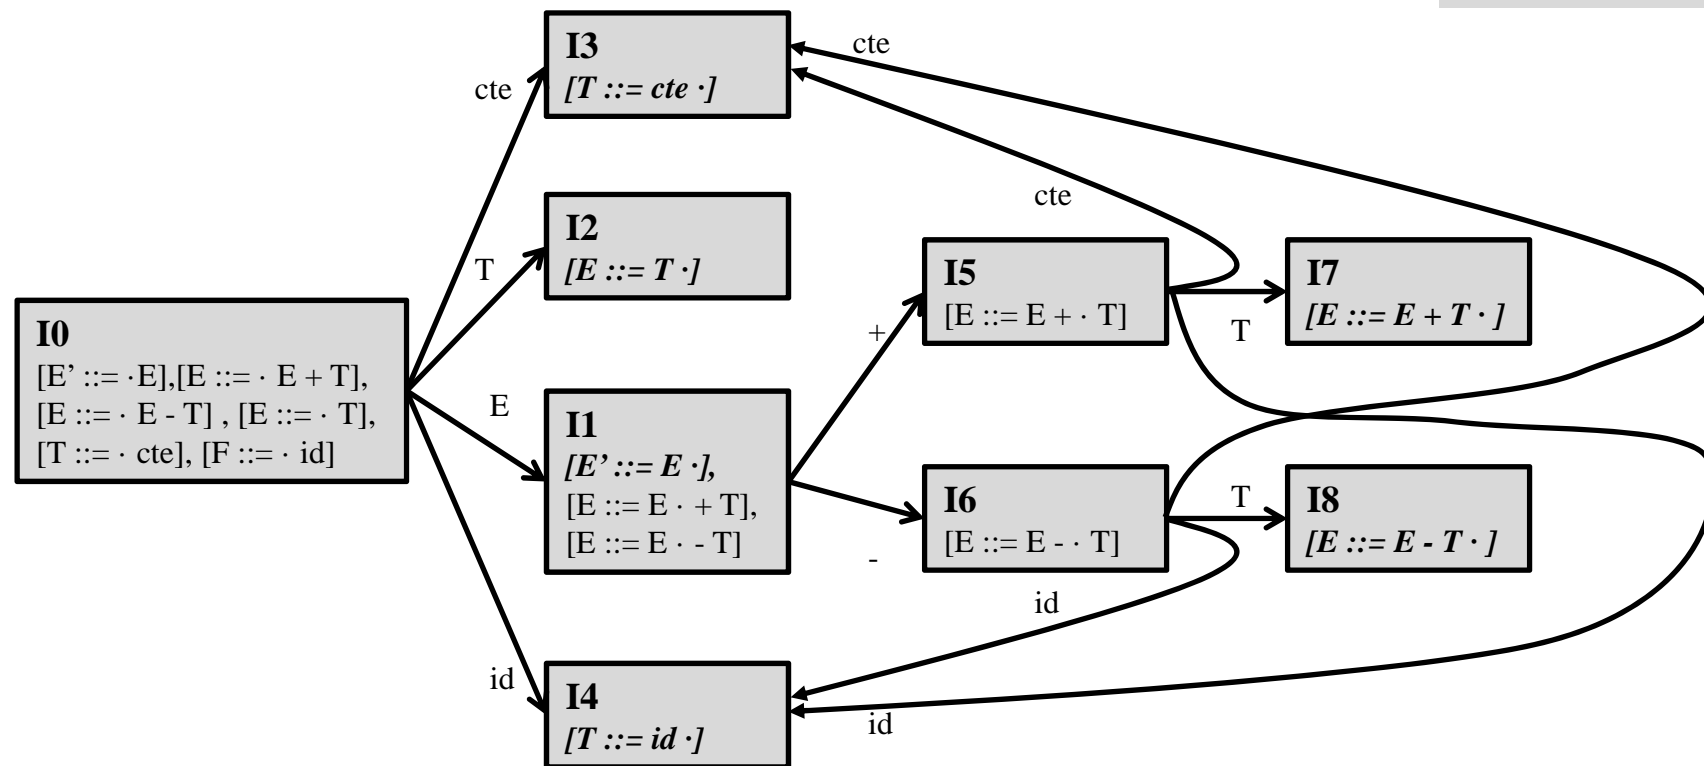 I3
[T ::= cte ·]
cte
cte
cte
I2
[E ::= T ·]
T
I0
[E’ ::= ·E],[E ::= · E + T],
[E ::= · E - T] , [E ::= · T],
[T ::= · cte], [F ::= · id]
E
I1
[E’ ::= E ·],
[E ::= E · + T],
[E ::= E · - T]
+
-
I5
[E ::= E + · T]
T
I7
[E ::= E + T · ]
I6
[E ::= E - · T]
T
I8
[E ::= E - T · ]
id
id
I4
[T ::= id ·]
id